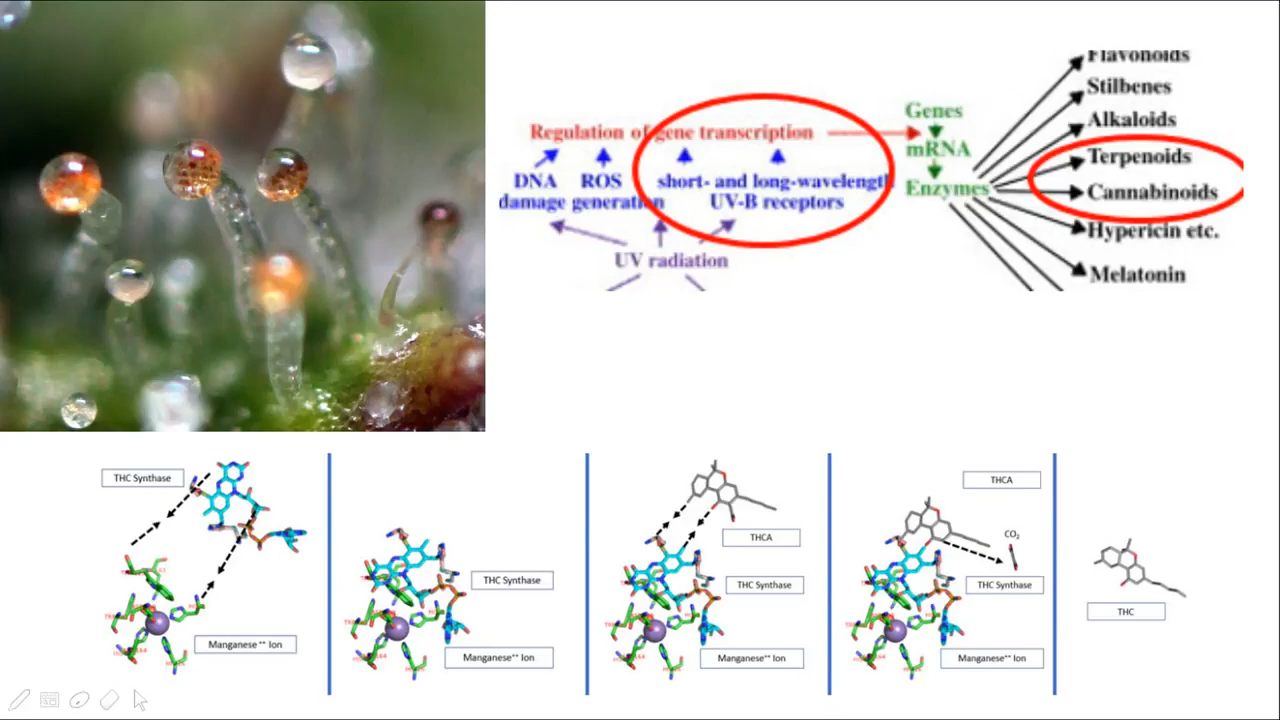 Flavonoids
Stilbenes
Alkaloids
Terpenoids
Cannabinoids
Hypericin etc.
Melatonin
Genes
mRNA
Enzymes
Regulation of gene transcription
DNA ROS short- and long-wavelength
damage generation UV-B receptors
UV radiation
THC Synthase
Manganese⁺⁺ Ion
THC Synthase
Manganese⁺⁺ Ion
THCA
THC Synthase
Manganese⁺⁺ Ion
THCA
CO₂
THC Synthase
Manganese⁺⁺ Ion
THC